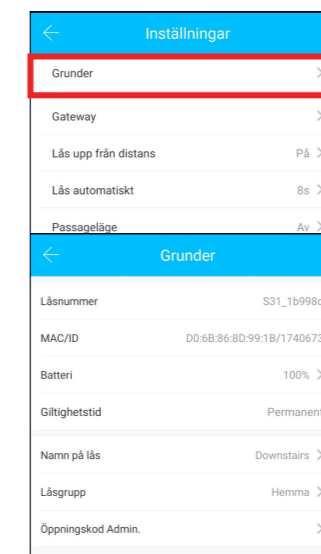 Inställningar
Grunder
Gateway
Lås upp från distans På
Lås automatiskt 8s
Passageläge Av
Grunder
Låsnummer S31_1b998
MAC/ID D0:6B:86:8D:99:1B/1740673
Batteri 100%
Giltighetstid Permanent
Namn på lås Downstairs
Låsgrupp Hemma
Öppningskod Admin.